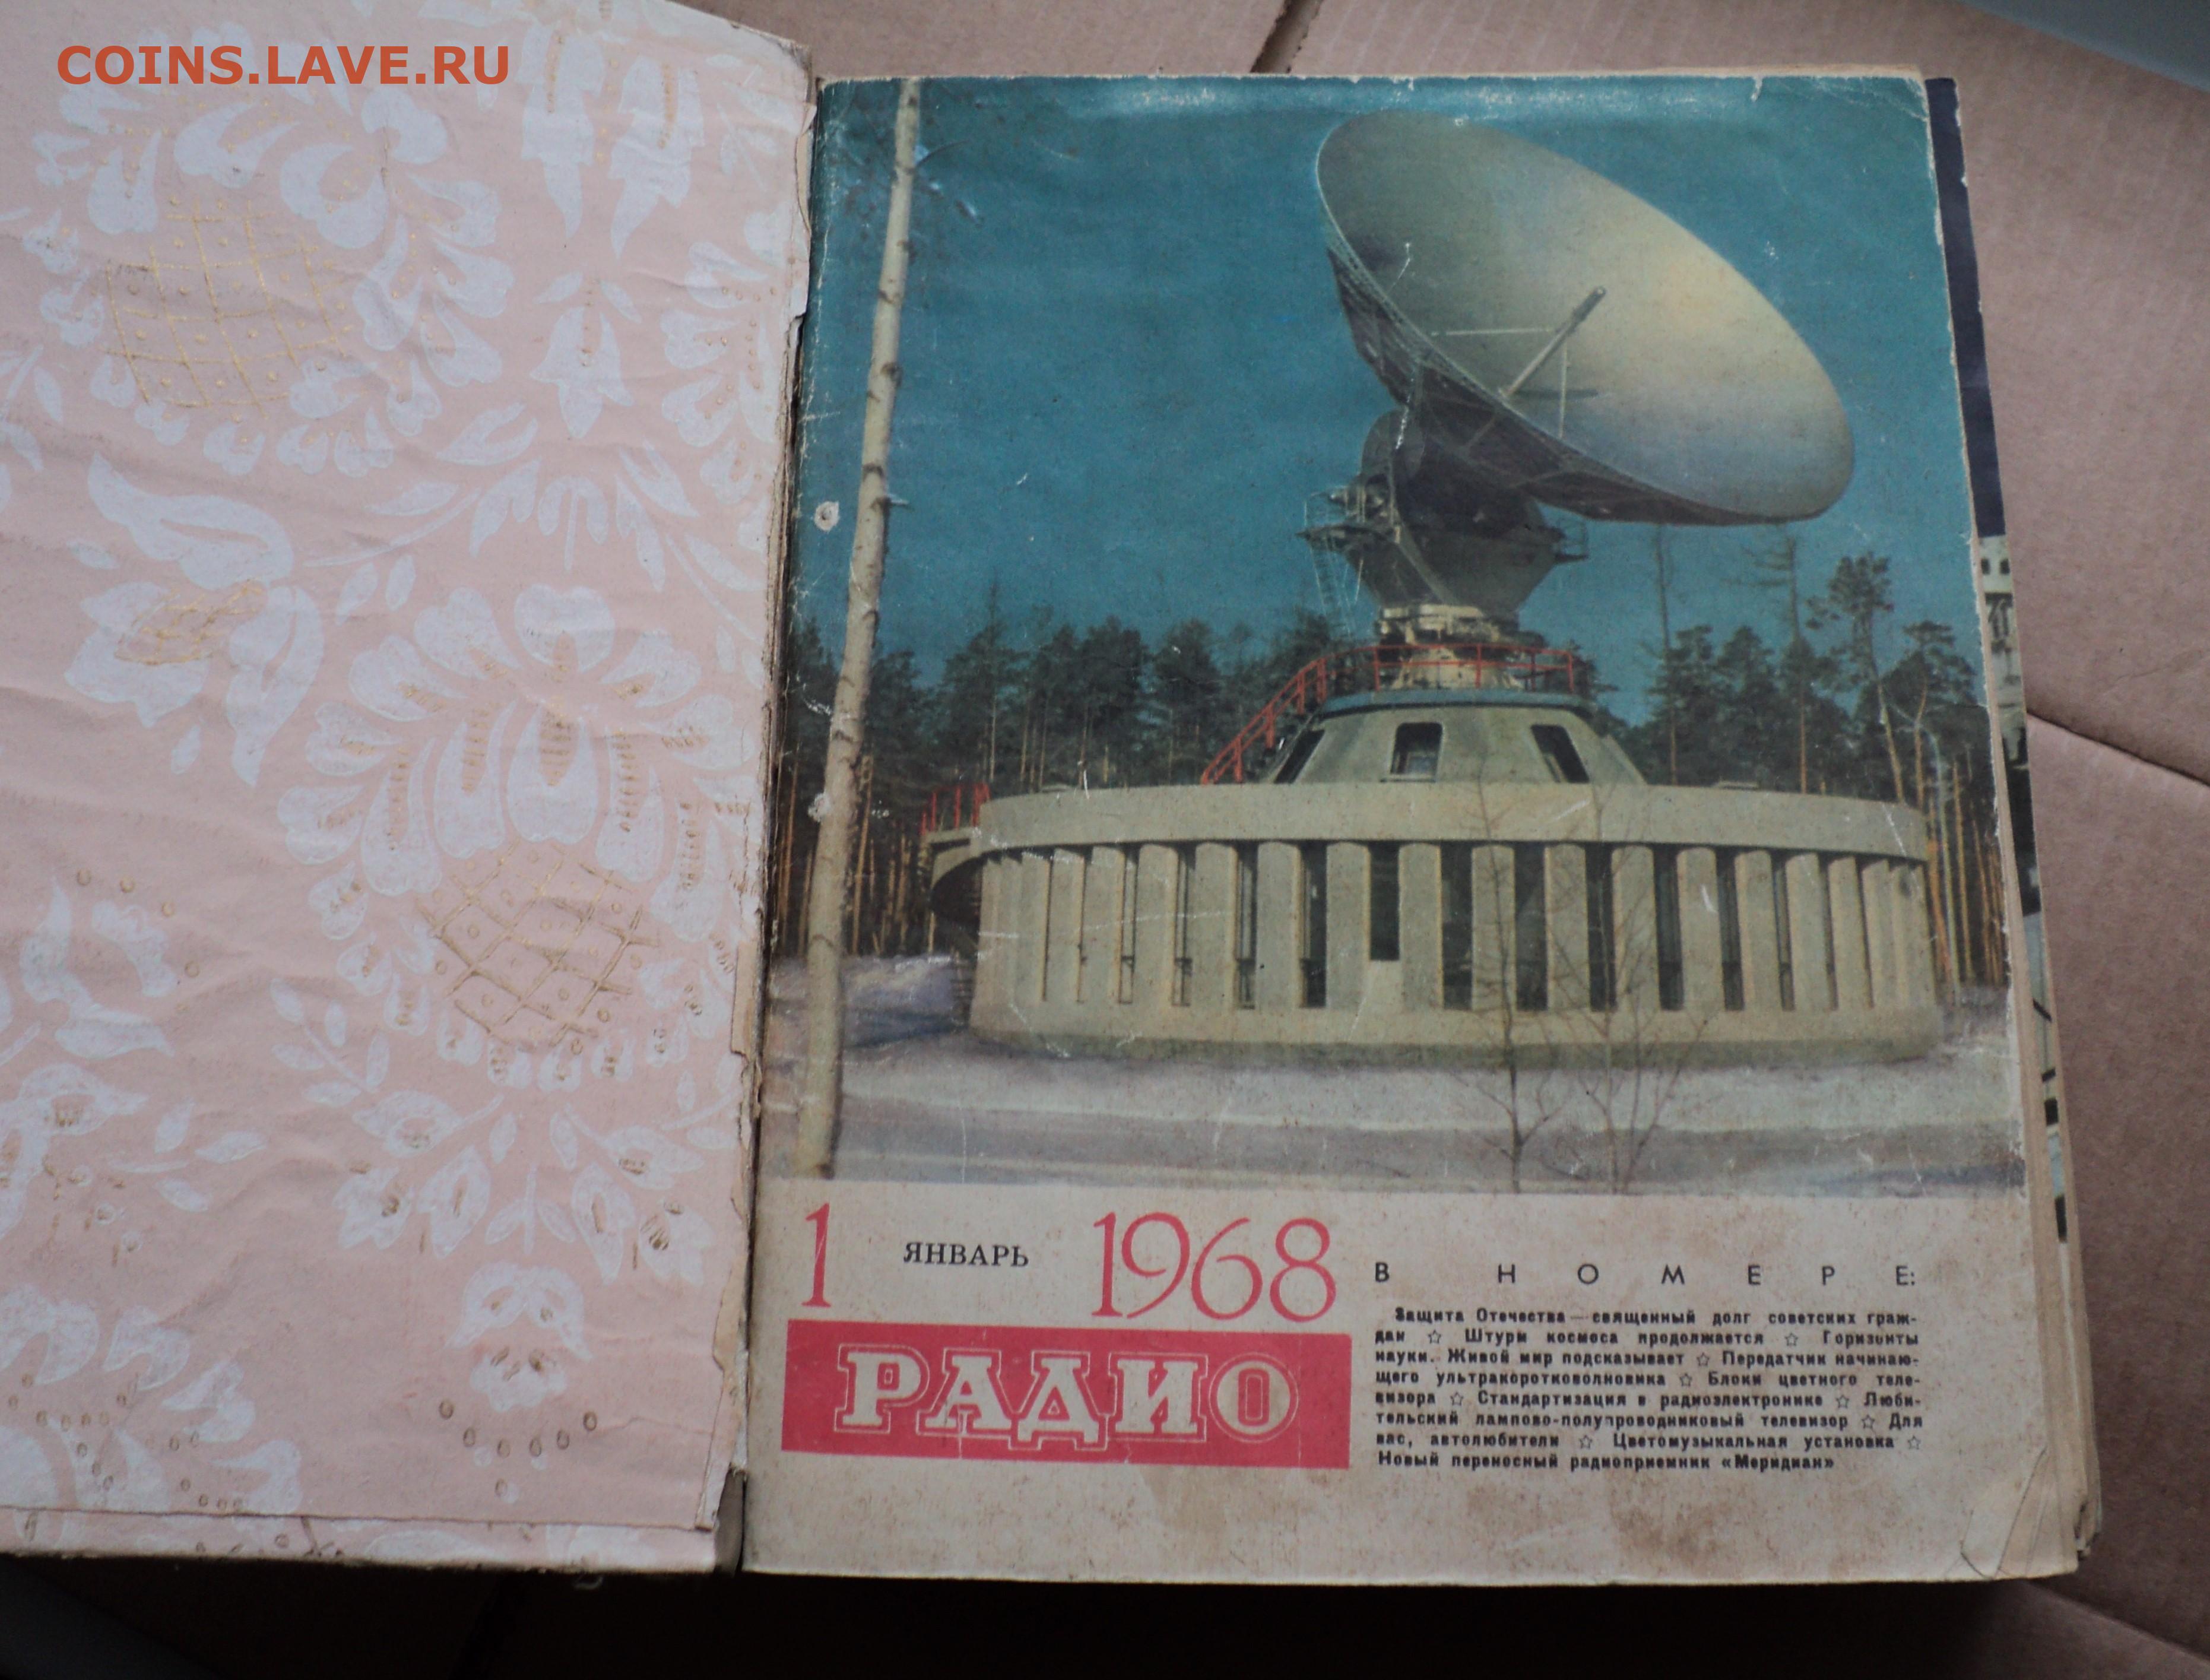 COINS.LAVE.RU
1 ЯНВАРЬ 1968
РАДИО
В НОМЕРЕ:
Защита Отечества — священный долг советских граж-
дан ☆ Штурм космоса продолжается ☆ Горизонты
науки. Живой мир подсказывает ☆ Передатчик начинаю-
щего ультракоротковолновика ☆ Блоки цветного теле-
визора ☆ Стандартизация в радиоэлектронике ☆ Люби-
тельский лампово-полупроводниковый телевизор ☆ Для
вас, автолюбители ☆ Цветомузыкальная установка ☆
Новый переносный радиоприемник «Меридиан»